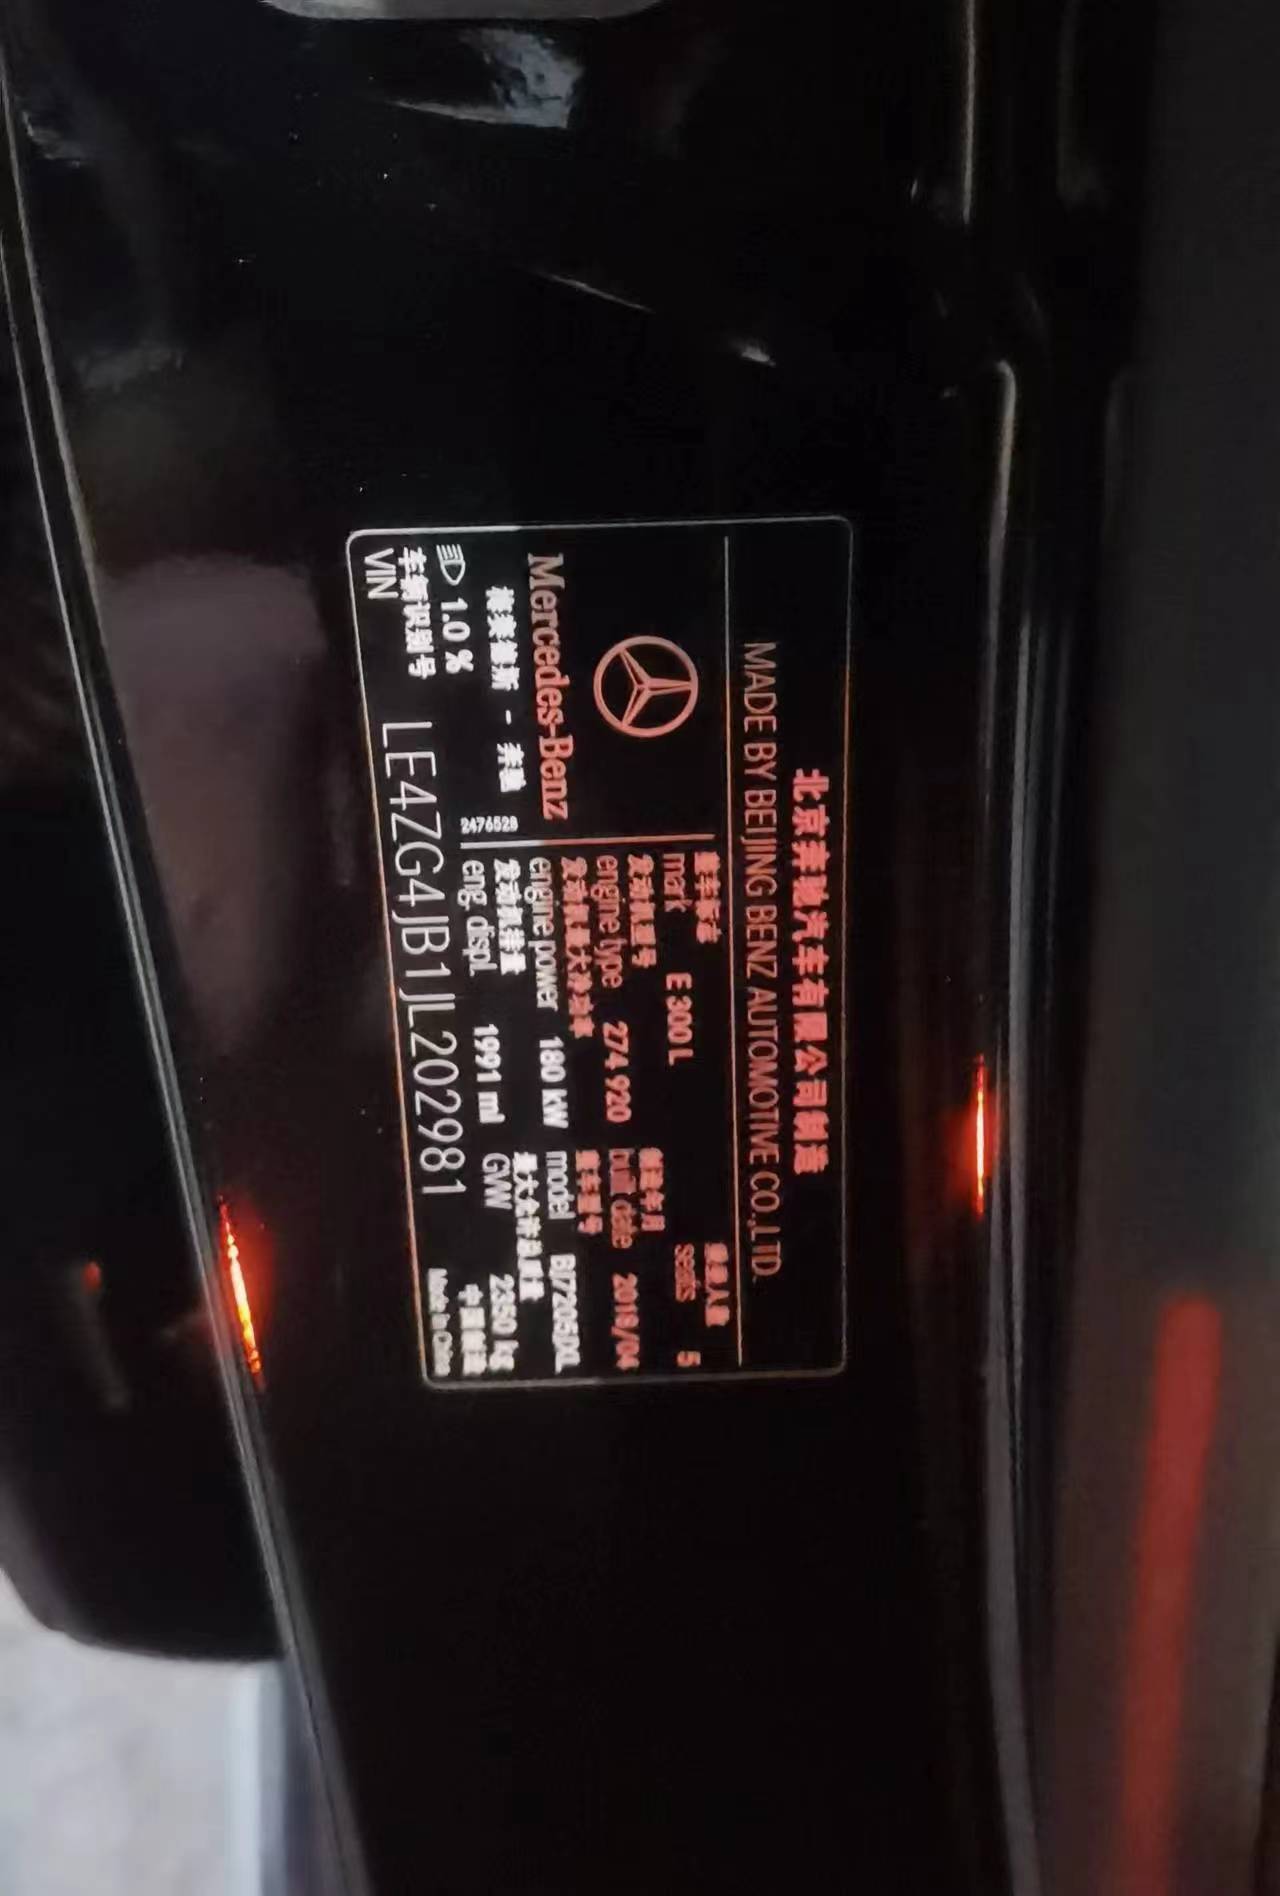 北京奔驰汽车有限公司制造
MADE BY BEIJING BENZ AUTOMOTIVE CO.,LTD.
Mercedes-Benz
梅赛德斯 - 奔驰
1.0 %
2476528
整车标志
mark E 300 L
乘坐人数
seats 5
发动机型号
engine type 274 920
制造年月
built date 2018/04
发动机最大净功率
engine power 180 kW
整车型号
model BJ7205DXL
发动机排量
eng. displ. 1991 ml
最大允许总质量
GVW 2350 kg
车辆识别号
VIN LE4ZG4JB1JL202981
中国制造
Made in China